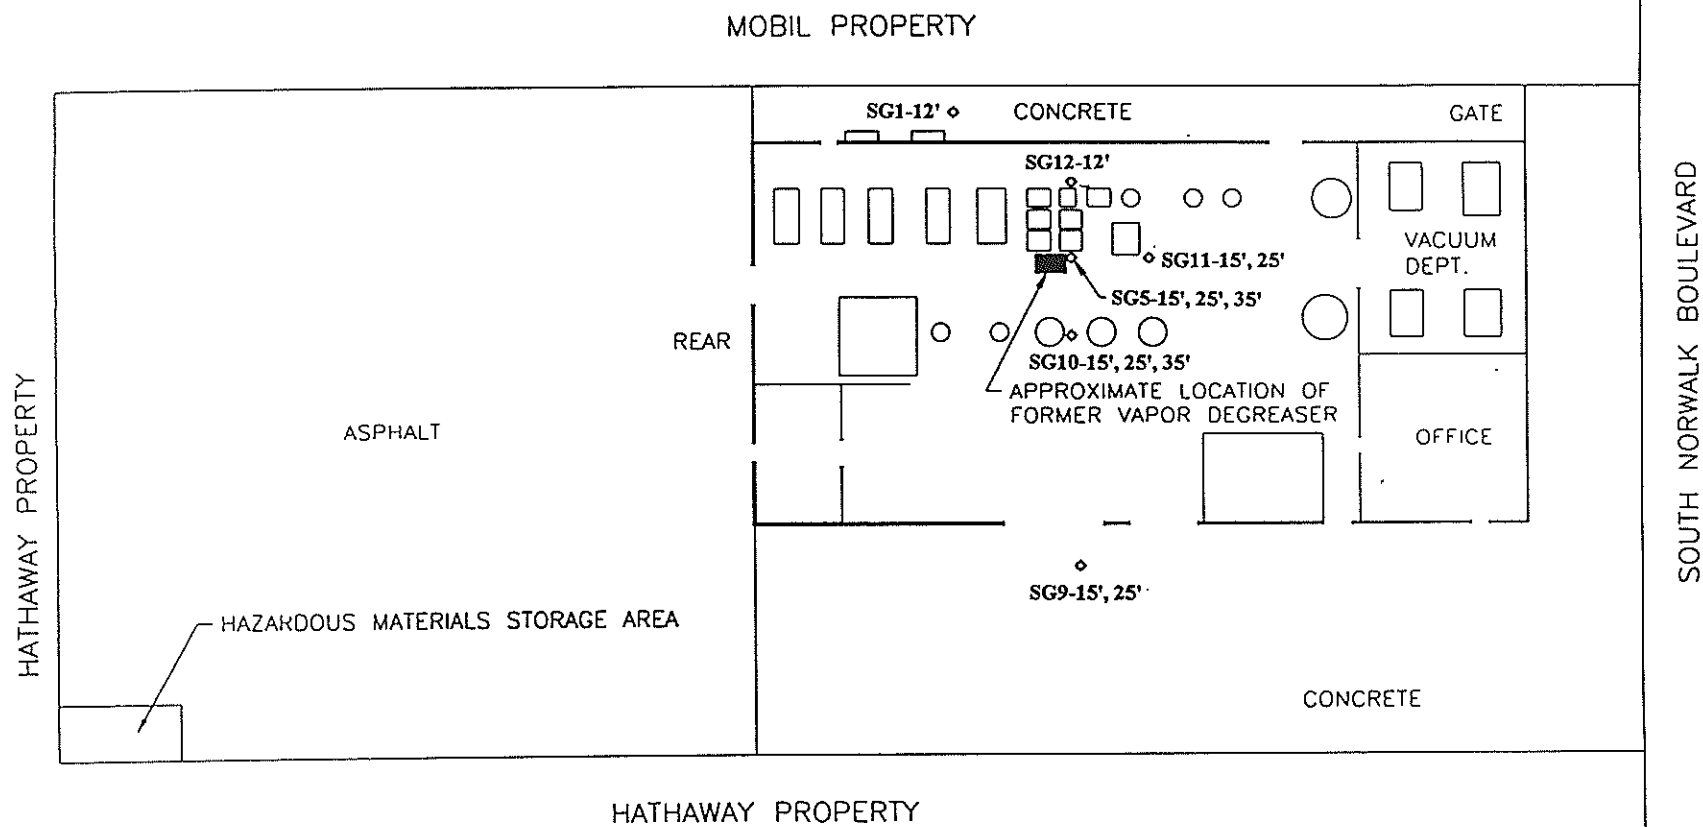 MOBIL PROPERTY
SG1-12'
CONCRETE
GATE
SG12-12'
VACUUM
DEPT.
SG11-15', 25'
SG5-15', 25', 35'
REAR
SG10-15', 25', 35'
APPROXIMATE LOCATION OF
FORMER VAPOR DEGREASER
ASPHALT
OFFICE
HATHAWAY PROPERTY
SOUTH NORWALK BOULEVARD
SG9-15', 25'
HAZARDOUS MATERIALS STORAGE AREA
CONCRETE
HATHAWAY PROPERTY